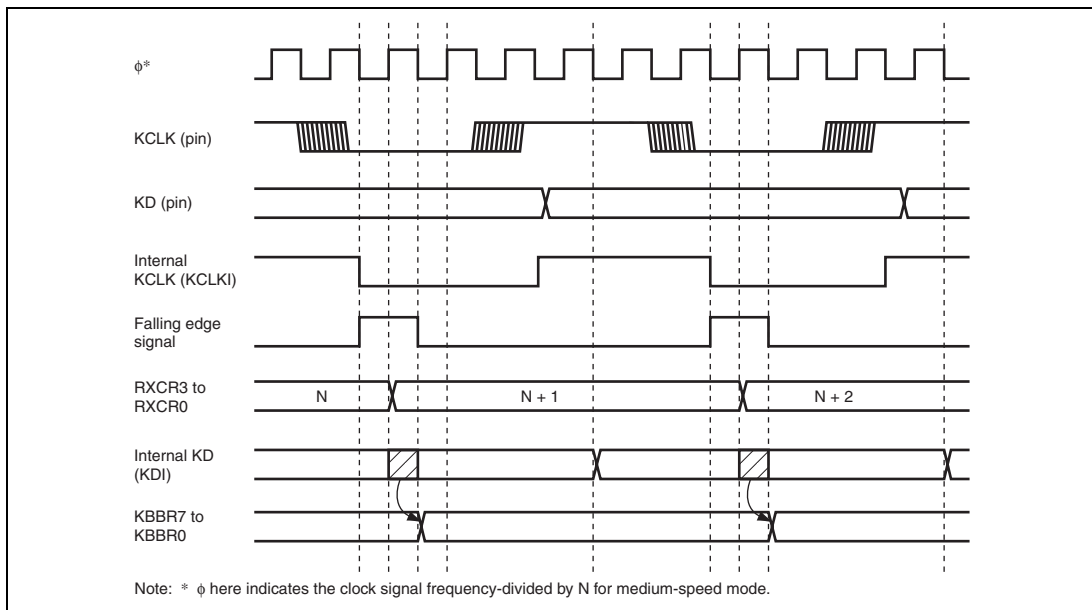 ϕ*
KCLK (pin)
KD (pin)
Internal
KCLK (KCLKI)
Falling edge
signal
RXCR3 to
RXCR0
N
N + 1
N + 2
Internal KD
(KDI)
KBBR7 to
KBBR0
Note: * ϕ here indicates the clock signal frequency-divided by N for medium-speed mode.